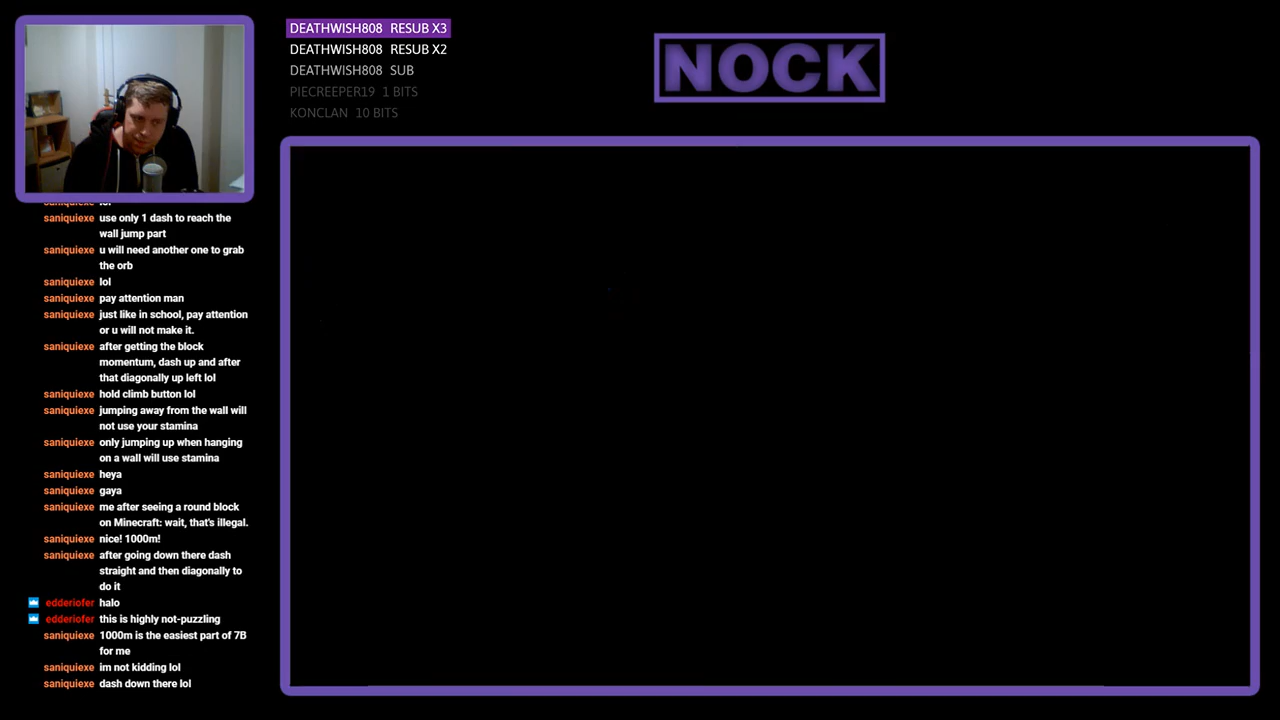 DEATHWISH808 RESUB X3
DEATHWISH808 RESUB X2
DEATHWISH808 SUB
PIECREEPER19 1 BITS
KONCLAN 10 BITS
NOCK
saniquiexe lol
saniquiexe use only 1 dash to reach the
wall jump part
saniquiexe u will need another one to grab
the orb
saniquiexe lol
saniquiexe pay attention man
saniquiexe just like in school, pay attention
or u will not make it.
saniquiexe after getting the block
momentum, dash up and after
that diagonally up left lol
saniquiexe hold climb button lol
saniquiexe jumping away from the wall will
not use your stamina
saniquiexe only jumping up when hanging
on a wall will use stamina
saniquiexe heya
saniquiexe gaya
saniquiexe me after seeing a round block
on Minecraft: wait, that's illegal.
saniquiexe nice! 1000m!
saniquiexe after going down there dash
straight and then diagonally to
do it
edderiofer halo
edderiofer this is highly not-puzzling
saniquiexe 1000m is the easiest part of 7B
for me
saniquiexe im not kidding lol
saniquiexe dash down there lol